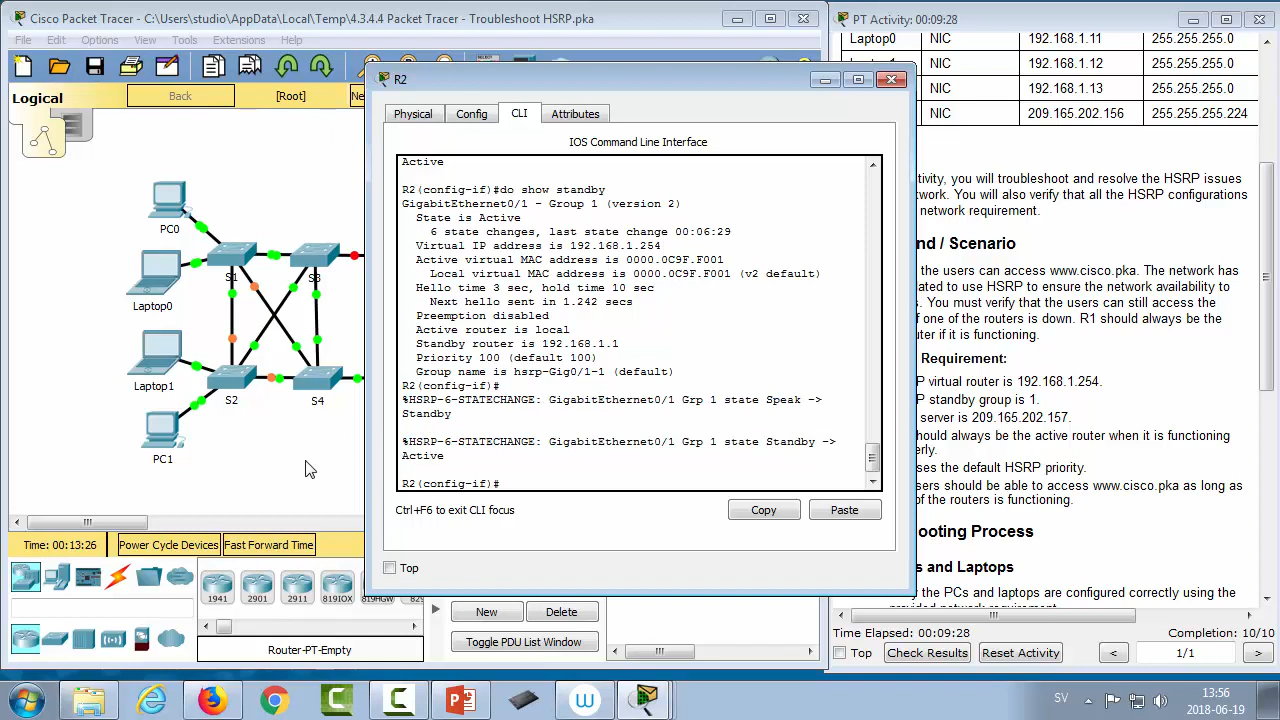 Cisco Packet Tracer - C:\Users\studio\AppData\Local\Temp\4.3.4.4 Packet Tracer - Troubleshoot HSRP.pka
File Edit Options View Tools Extensions Help
Logical
Back
[Root]
PC0
Laptop0
Laptop1
PC1
S1
S3
S2
S4
Time: 00:13:26
Power Cycle Devices
Fast Forward Time
1941
2901
2911
819IOX
819HGW
829
Router-PT-Empty
New
Delete
Toggle PDU List Window
R2
Physical
Config
CLI
Attributes
IOS Command Line Interface
Active
R2(config-if)#do show standby
GigabitEthernet0/1 - Group 1 (version 2)
State is Active
6 state changes, last state change 00:06:29
Virtual IP address is 192.168.1.254
Active virtual MAC address is 0000.0C9F.F001
Local virtual MAC address is 0000.0C9F.F001 (v2 default)
Hello time 3 sec, hold time 10 sec
Next hello sent in 1.242 secs
Preemption disabled
Active router is local
Standby router is 192.168.1.1
Priority 100 (default 100)
Group name is hsrp-Gig0/1-1 (default)
R2(config-if)#
%HSRP-6-STATECHANGE: GigabitEthernet0/1 Grp 1 state Speak ->
Standby
%HSRP-6-STATECHANGE: GigabitEthernet0/1 Grp 1 state Standby ->
Active
R2(config-if)#
Ctrl+F6 to exit CLI focus
Copy
Paste
Top
PT Activity: 00:09:28
Laptop0 NIC 192.168.1.11 255.255.255.0
NIC 192.168.1.12 255.255.255.0
NIC 192.168.1.13 255.255.255.0
NIC 209.165.202.156 255.255.255.224
tivity, you will troubleshoot and resolve the HSRP issues
twork. You will also verify that all the HSRP configurations
network requirement.
nd / Scenario
the users can access www.cisco.pka. The network has
ated to use HSRP to ensure the network availability to
s. You must verify that the users can still access the
f one of the routers is down. R1 should always be the
uter if it is functioning.
Requirement:
P virtual router is 192.168.1.254.
P standby group is 1.
server is 209.165.202.157.
hould always be the active router when it is functioning
erly.
ses the default HSRP priority.
sers should be able to access www.cisco.pka as long as
of the routers is functioning.
ooting Process
s and Laptops
y the PCs and laptops are configured correctly using the
Time Elapsed: 00:09:28
Completion: 10/10
Top
Check Results
Reset Activity
<
1/1
>
SV
13:56
2018-06-19